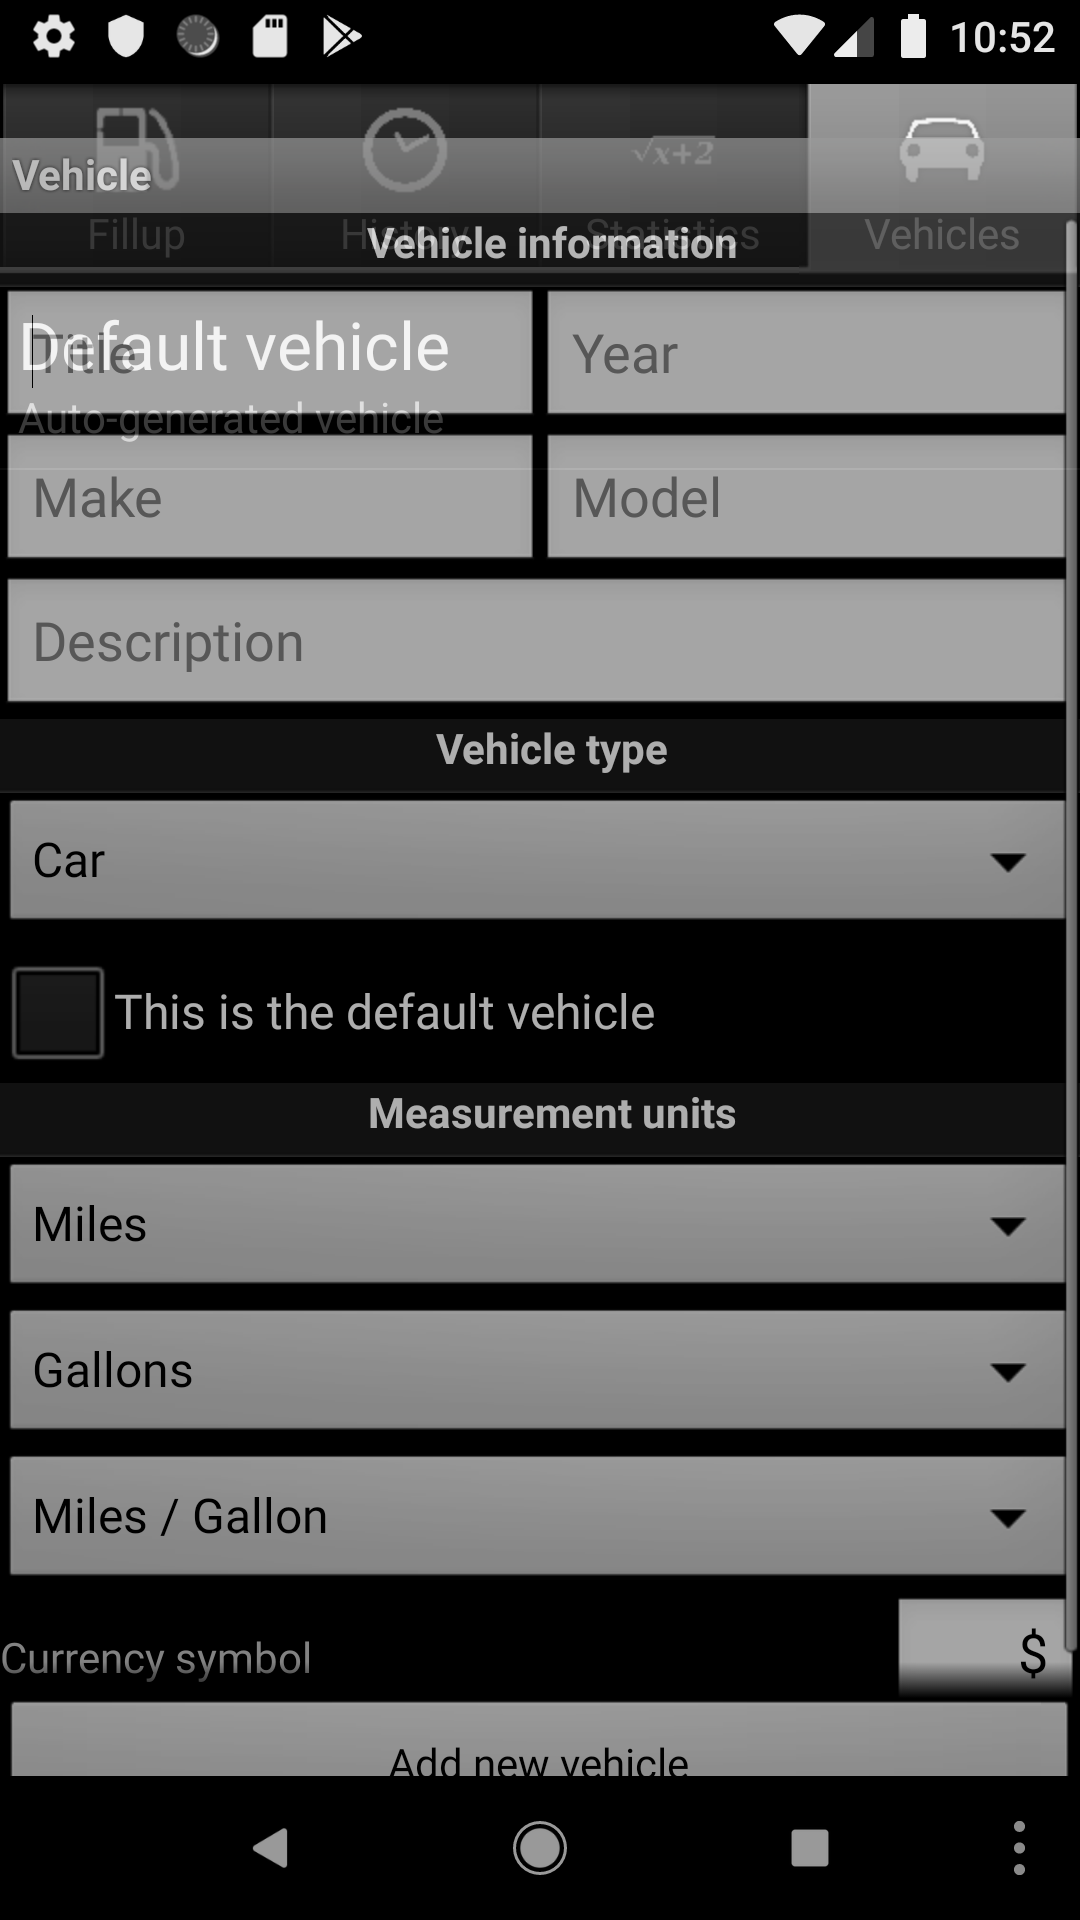 10:52
√x+2
Vehicle
Fillup
History
Statistics
Vehicles
Vehicle information
Default vehicle
Title
Year
Auto-generated vehicle
Make
Model
Description
Vehicle type
Car
This is the default vehicle
Measurement units
Miles
Gallons
Miles / Gallon
Currency symbol
$
Add new vehicle